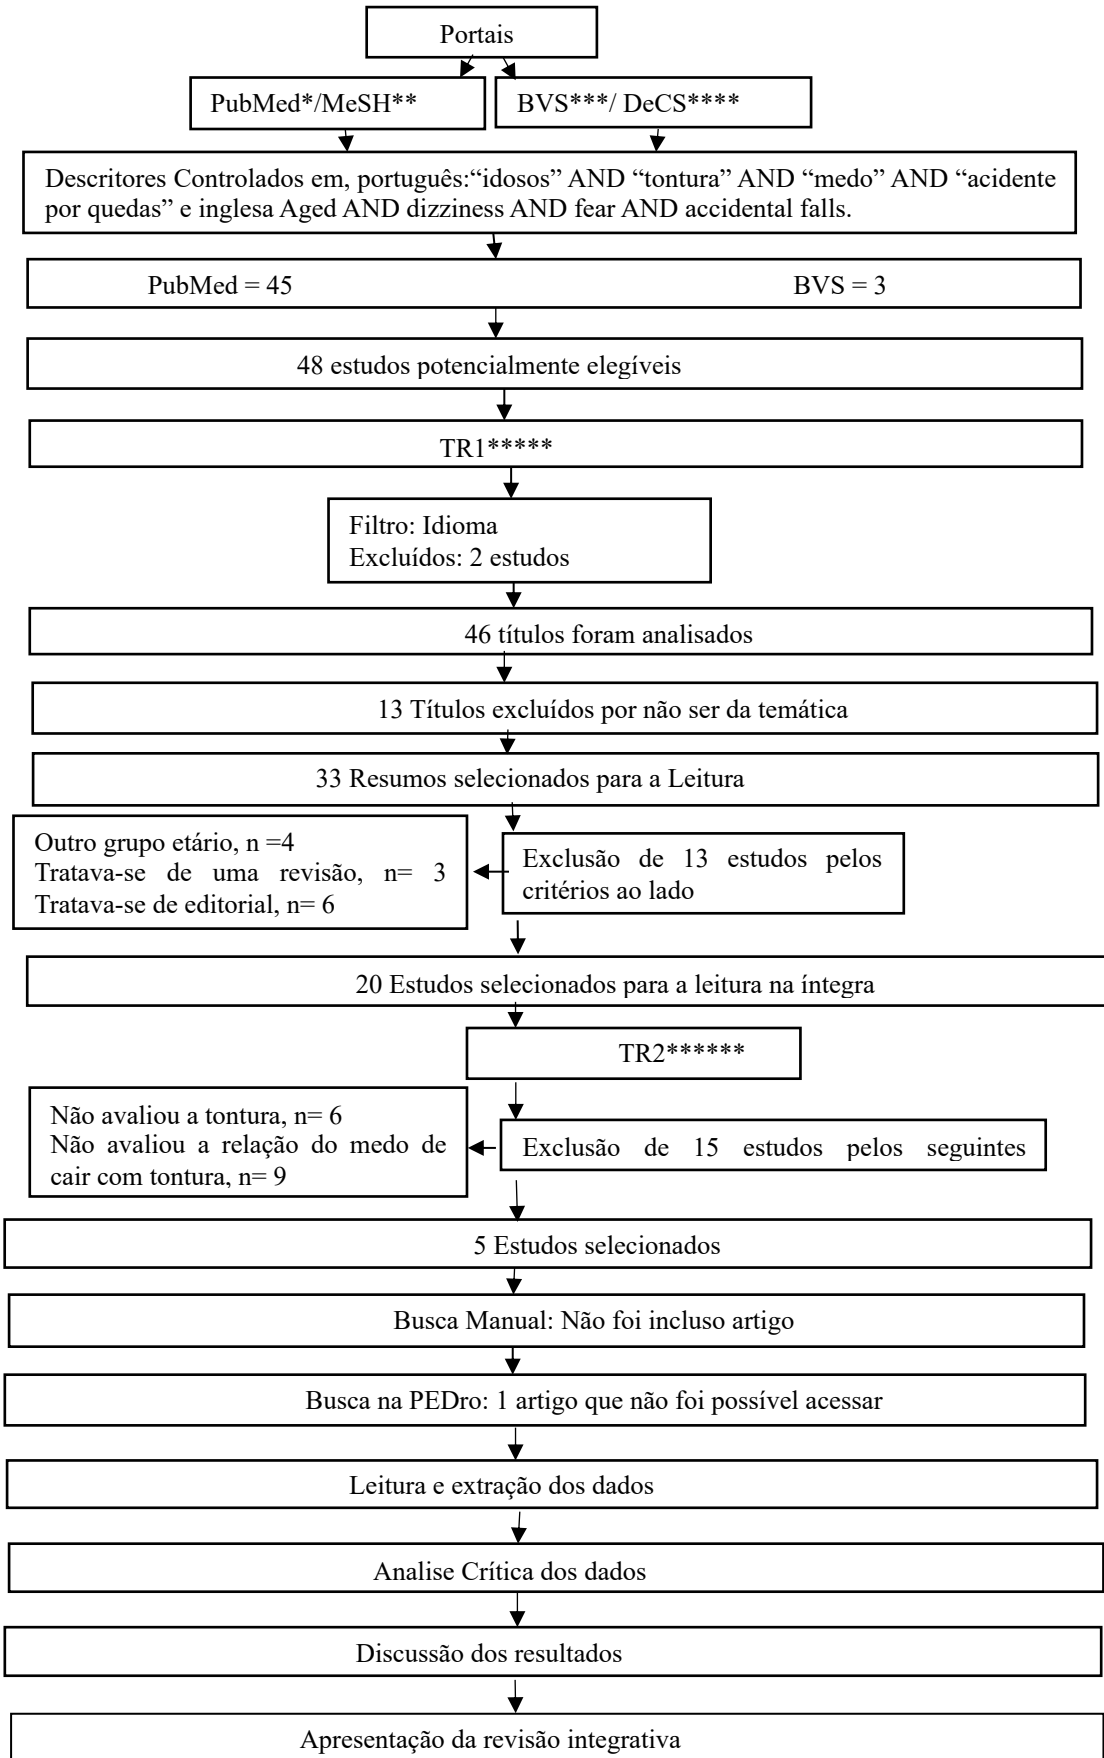 Portais
PubMed*/MeSH**
BVS***/ DeCS****
Descritores Controlados em, português:“idosos” AND “tontura” AND “medo” AND “acidente
por quedas” e inglesa Aged AND dizziness AND fear AND accidental falls.
PubMed = 45 BVS = 3
48 estudos potencialmente elegíveis
TR1*****
Filtro: Idioma
Excluídos: 2 estudos
46 títulos foram analisados
13 Títulos excluídos por não ser da temática
33 Resumos selecionados para a Leitura
Exclusão de 13 estudos pelos
critérios ao lado
Outro grupo etário, n =4
Tratava-se de uma revisão, n= 3
Tratava-se de editorial, n= 6
20 Estudos selecionados para a leitura na íntegra
TR2******
Exclusão de 15 estudos pelos seguintes
Não avaliou a tontura, n= 6
Não avaliou a relação do medo de
cair com tontura, n= 9
5 Estudos selecionados
Busca Manual: Não foi incluso artigo
Busca na PEDro: 1 artigo que não foi possível acessar
Leitura e extração dos dados
Analise Crítica dos dados
Discussão dos resultados
Apresentação da revisão integrativa